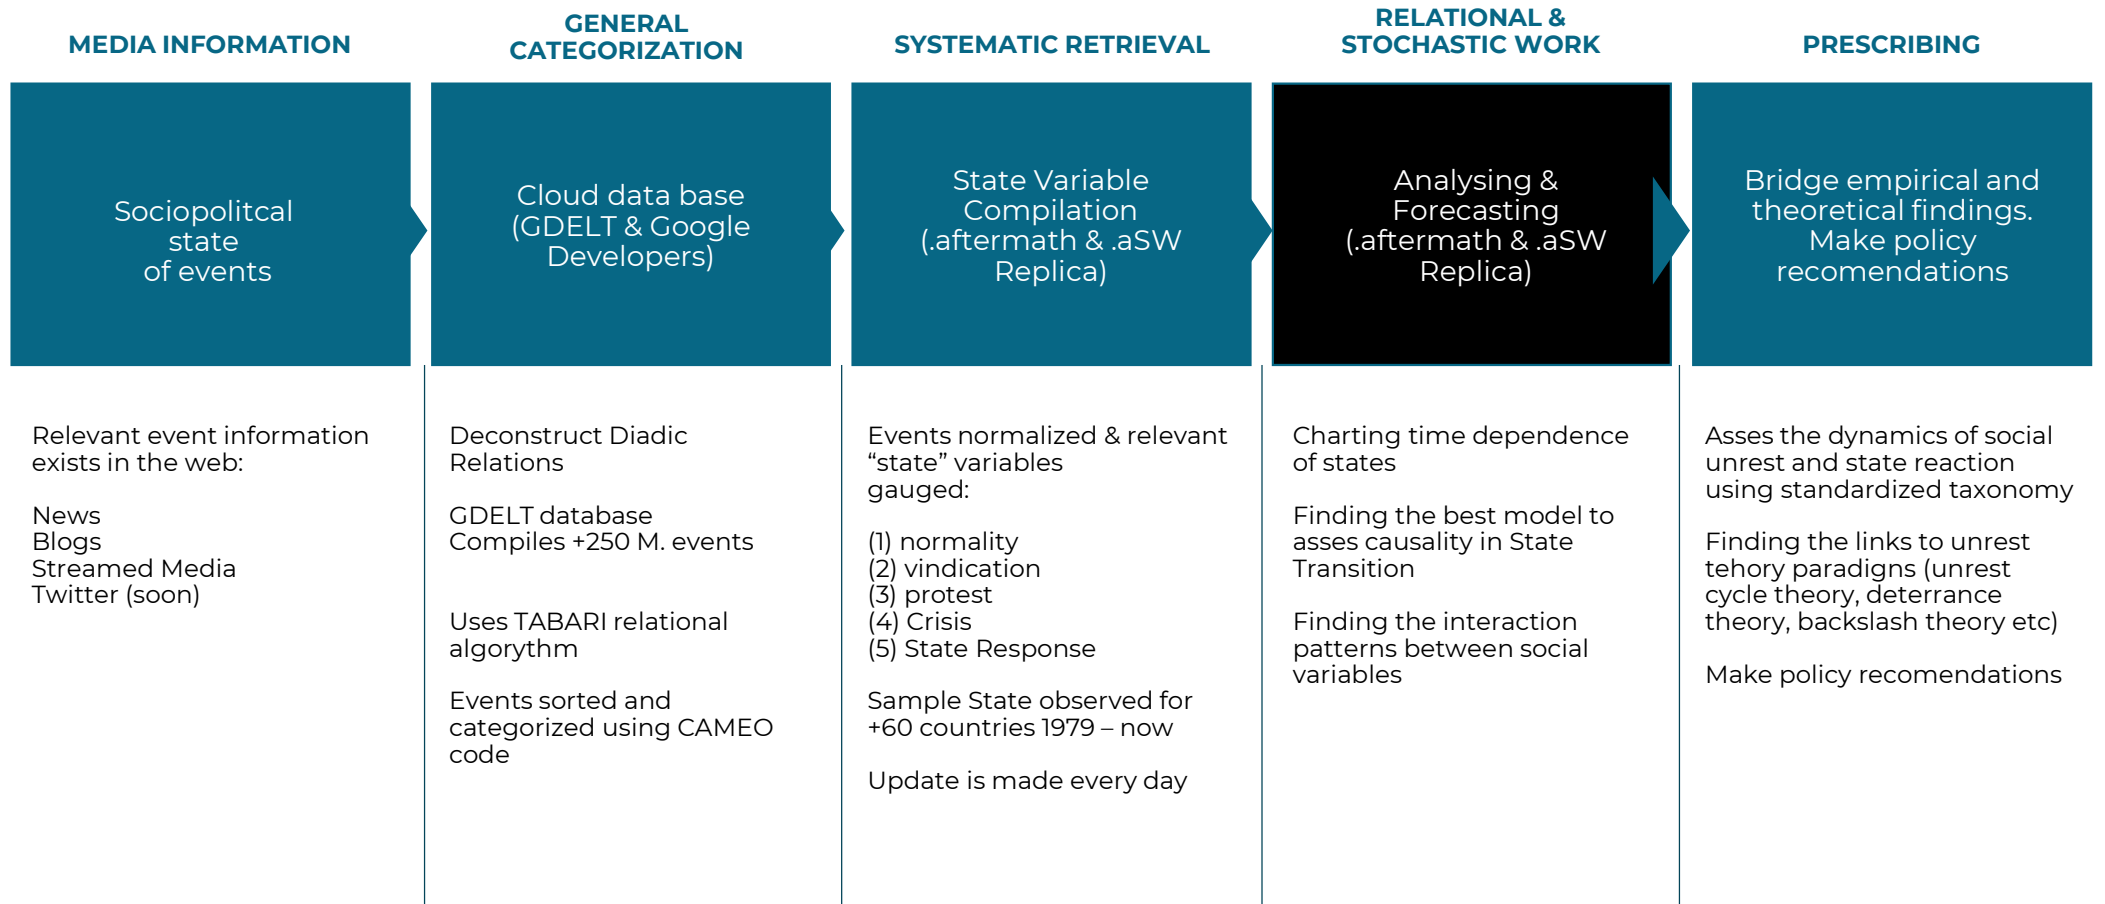 MEDIA INFORMATION
GENERAL
CATEGORIZATION
SYSTEMATIC RETRIEVAL
RELATIONAL &
STOCHASTIC WORK
PRESCRIBING
Sociopolitcal
state
of events
Cloud data base
(GDELT & Google
Developers)
State Variable
Compilation
(.aftermath & .aSW
Replica)
Analysing &
Forecasting
(.aftermath & .aSW
Replica)
Bridge empirical and
theoretical findings.
Make policy
recomendations
Relevant event information
exists in the web:
News
Blogs
Streamed Media
Twitter (soon)
Deconstruct Diadic
Relations
GDELT database
Compiles +250 M. events
Uses TABARI relational
algorythm
Events sorted and
categorized using CAMEO
code
Events normalized & relevant
“state” variables
gauged:
(1) normality
(2) vindication
(3) protest
(4) Crisis
(5) State Response
Sample State observed for
+60 countries 1979 – now
Update is made every day
Charting time dependence
of states
Finding the best model to
asses causality in State
Transition
Finding the interaction
patterns between social
variables
Asses the dynamics of social
unrest and state reaction
using standardized taxonomy
Finding the links to unrest
tehory paradigms (unrest
cycle theory, deterrance
theory, backslash theory etc)
Make policy recomendations